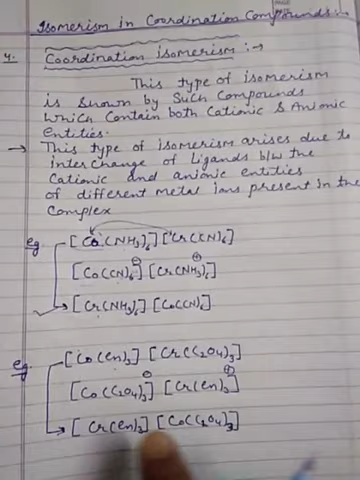 Isomerism in Coordination Compounds:-
4. Coordination isomerism :→
This type of isomerism
is shown by such compounds
which contain both cationic & Anionic
Entities.
→ This type of isomerism arises due to
interchange of Ligands b/w the
Cationic and anionic entities
of different metal ions present in the
Complex
eg [Co(NH₃)₆] [Cr(CN)₆]
[Co(CN)₆]⊖ [Cr(NH₃)₆]⊕
[Cr(NH₃)₆] [Co(CN)₆]
eg. [Co(en)₃] [Cr(C₂O₄)₃]
[Co(C₂O₄)₃]⊖ [Cr(en)₃]⊕
[Cr(en)₃] [Co(C₂O₄)₃]